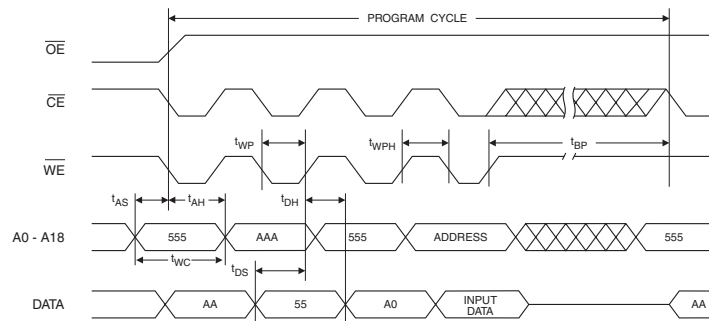 PROGRAM CYCLE
OE
CE
tWP
tWPH
tBP
WE
tAS
tAH
tDH
A0 - A18
555
AAA
555
ADDRESS
555
tWC
tDS
DATA
AA
55
A0
INPUT
DATA
AA